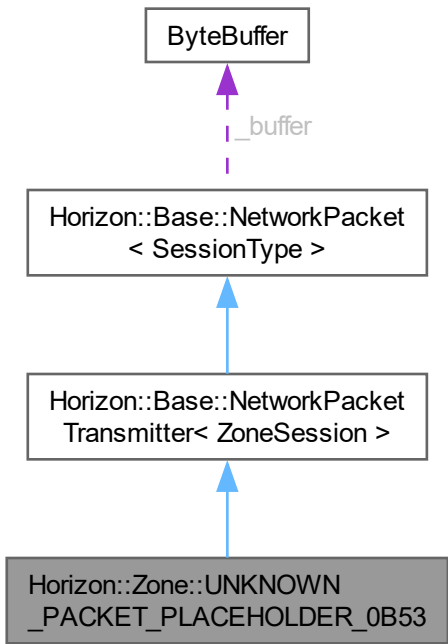 ByteBuffer
_buffer
Horizon::Base::NetworkPacket
< SessionType >
Horizon::Base::NetworkPacket
Transmitter< ZoneSession >
Horizon::Zone::UNKNOWN
_PACKET_PLACEHOLDER_0B53